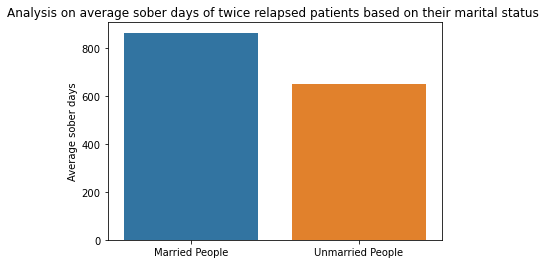 Analysis on average sober days of twice relapsed patients based on their marital status
800
600
400
200
0
Average sober days
Married People
Unmarried People